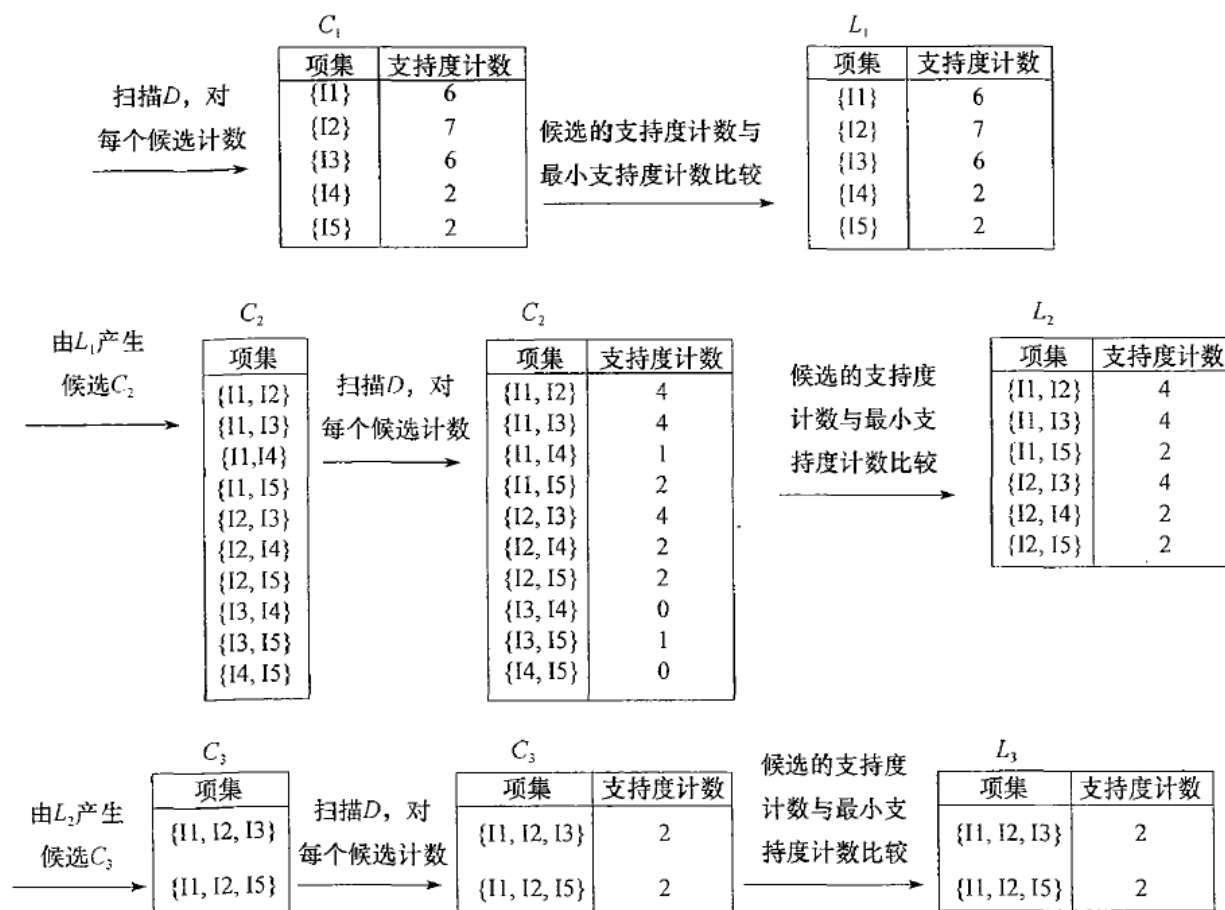 C₁
项集 支持度计数
{I1} 6
{I2} 7
{I3} 6
{I4} 2
{I5} 2
扫描D，对
每个候选计数
候选的支持度计数与
最小支持度计数比较
L₁
项集 支持度计数
{I1} 6
{I2} 7
{I3} 6
{I4} 2
{I5} 2
由L₁产生
候选C₂
C₂
项集
{I1, I2}
{I1, I3}
{I1,I4}
{I1, I5}
{I2, I3}
{I2, I4}
{I2, I5}
{I3, I4}
{I3, I5}
{I4, I5}
扫描D，对
每个候选计数
C₂
项集 支持度计数
{I1, I2} 4
{I1, I3} 4
{I1, I4} 1
{I1, I5} 2
{I2, I3} 4
{I2, I4} 2
{I2, I5} 2
{I3, I4} 0
{I3, I5} 1
{I4, I5} 0
候选的支持度
计数与最小支
持度计数比较
L₂
项集 支持度计数
{I1, I2} 4
{I1, I3} 4
{I1, I5} 2
{I2, I3} 4
{I2, I4} 2
{I2, I5} 2
由L₂产生
候选C₃
C₃
项集
{I1, I2, I3}
{I1, I2, I5}
扫描D，对
每个候选计数
C₃
项集 支持度计数
{I1, I2, I3} 2
{I1, I2, I5} 2
候选的支持度
计数与最小支
持度计数比较
L₃
项集 支持度计数
{I1, I2, I3} 2
{I1, I2, I5} 2